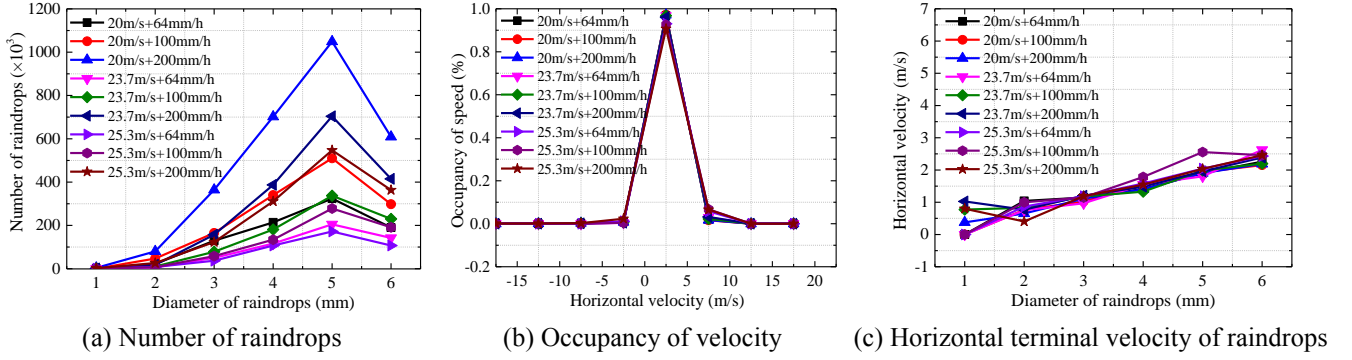 Number of raindrops (×10³)
1200
1000
800
600
400
200
0
20m/s+64mm/h
20m/s+100mm/h
20m/s+200mm/h
23.7m/s+64mm/h
23.7m/s+100mm/h
23.7m/s+200mm/h
25.3m/s+64mm/h
25.3m/s+100mm/h
25.3m/s+200mm/h
1 2 3 4 5 6
Diameter of raindrops (mm)
(a) Number of raindrops
Occupancy of speed (%)
1.0
0.8
0.6
0.4
0.2
0.0
-0.2
20m/s+64mm/h
20m/s+100mm/h
20m/s+200mm/h
23.7m/s+64mm/h
23.7m/s+100mm/h
23.7m/s+200mm/h
25.3m/s+64mm/h
25.3m/s+100mm/h
25.3m/s+200mm/h
-15 -10 -5 0 5 10 15 20
Horizontal velocity (m/s)
(b) Occupancy of velocity
Horizontal velocity (m/s)
7
6
5
4
3
2
1
0
-1
20m/s+64mm/h
20m/s+100mm/h
20m/s+200mm/h
23.7m/s+64mm/h
23.7m/s+100mm/h
23.7m/s+200mm/h
25.3m/s+64mm/h
25.3m/s+100mm/h
25.3m/s+200mm/h
1 2 3 4 5 6
Diameter of raindrops (mm)
(c) Horizontal terminal velocity of raindrops